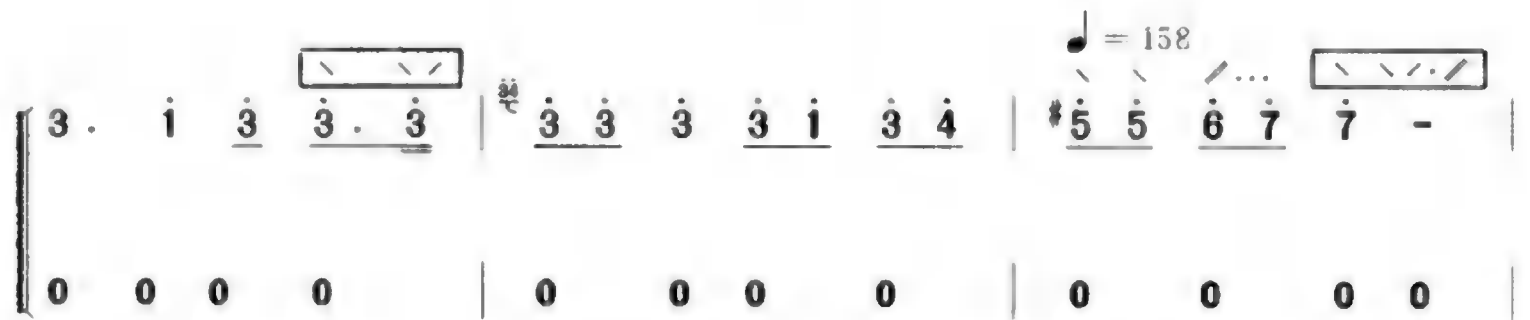 ♩ = 158
3 . 1̇ 3̇ 3̇ . 3̇ | 3̇ 3̇ 3̇ 3̇ 1̇ 3̇ 4̇ | #5̇ 5̇ 6̇ 7̇ 7̇ - |
0 0 0 0 | 0 0 0 0 | 0 0 0 0 |